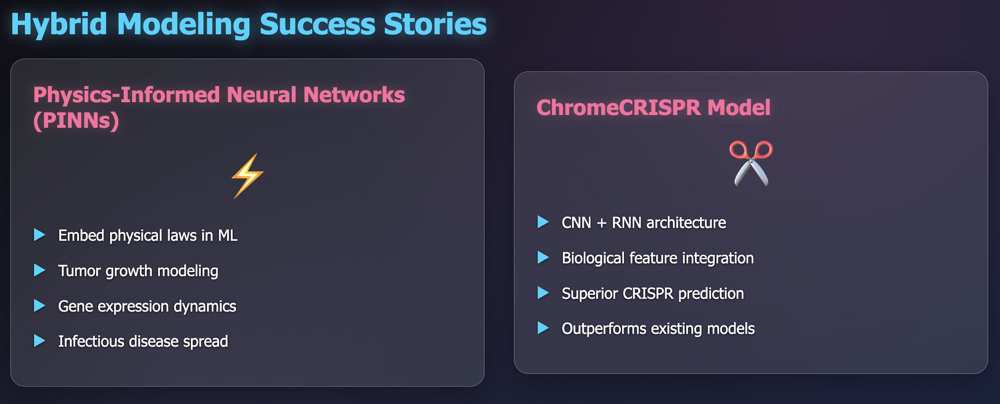 Hybrid Modeling Success Stories
Physics-Informed Neural Networks
(PINNs)
Embed physical laws in ML
Tumor growth modeling
Gene expression dynamics
Infectious disease spread
ChromeCRISPR Model
CNN + RNN architecture
Biological feature integration
Superior CRISPR prediction
Outperforms existing models